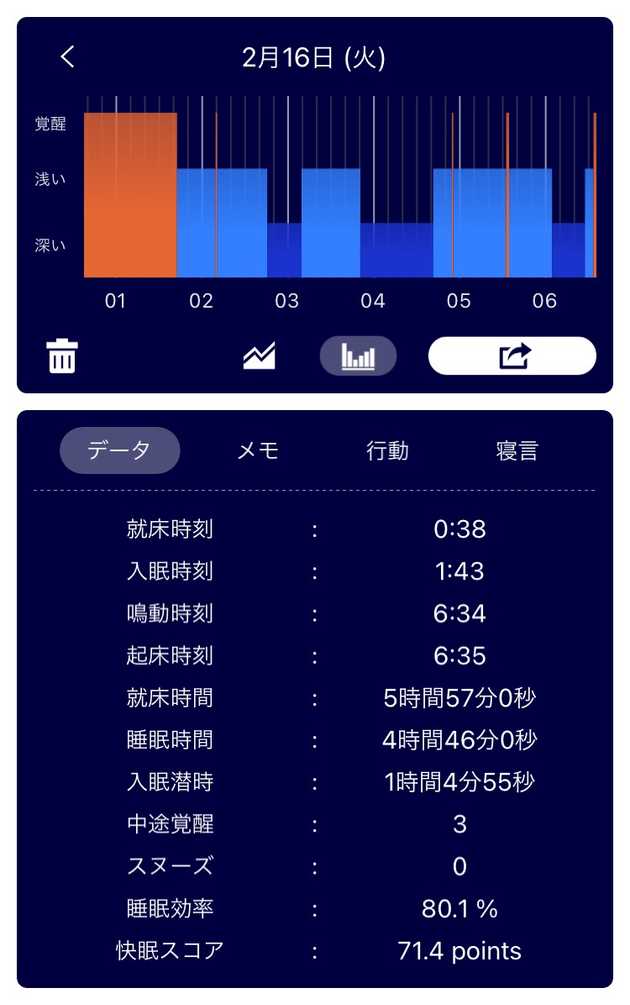 2月16日 (火)
覚醒
浅い
深い
01 02 03 04 05 06
データ メモ 行動 寝言
就床時刻 : 0:38
入眠時刻 : 1:43
鳴動時刻 : 6:34
起床時刻 : 6:35
就床時間 : 5時間57分0秒
睡眠時間 : 4時間46分0秒
入眠潜時 : 1時間4分55秒
中途覚醒 : 3
スヌーズ : 0
睡眠効率 : 80.1 %
快眠スコア : 71.4 points